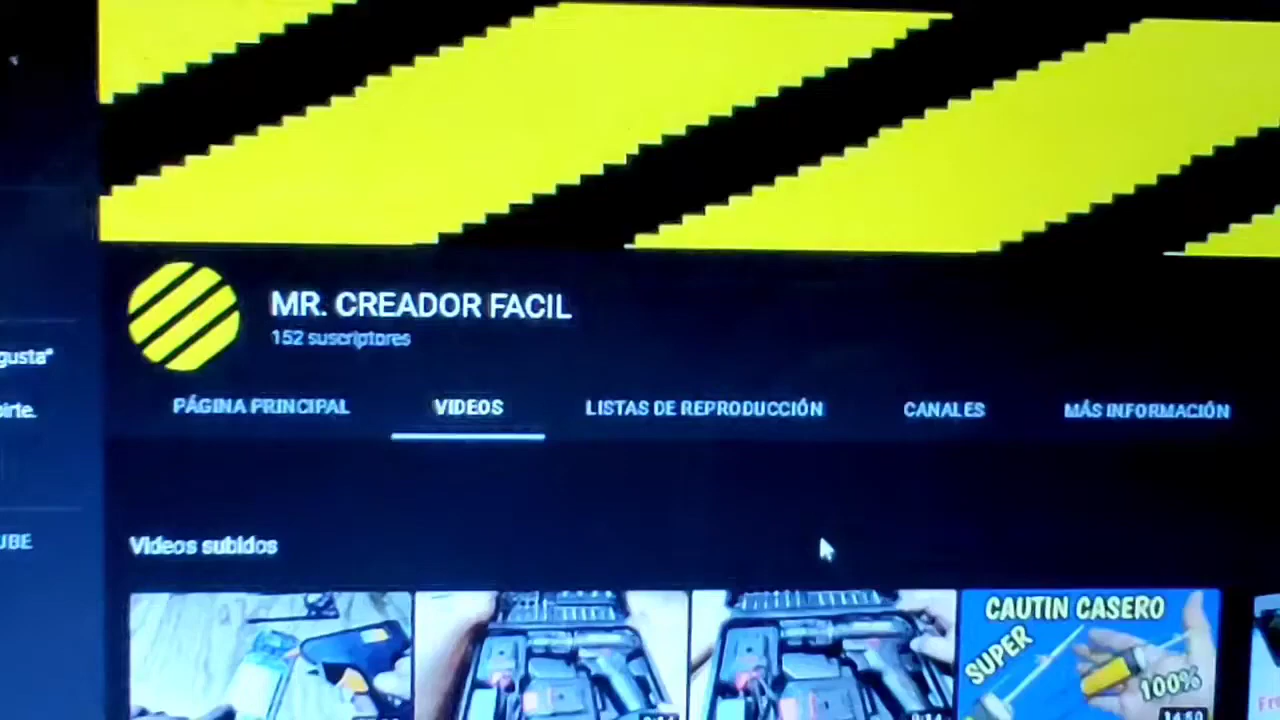 MR. CREADOR FACIL
152 suscriptores
gusta"
birte.
PÁGINA PRINCIPAL VIDEOS LISTAS DE REPRODUCCIÓN CANALES MÁS INFORMACIÓN
UBE
Videos subidos
CAUTIN CASERO
SUPER
100%